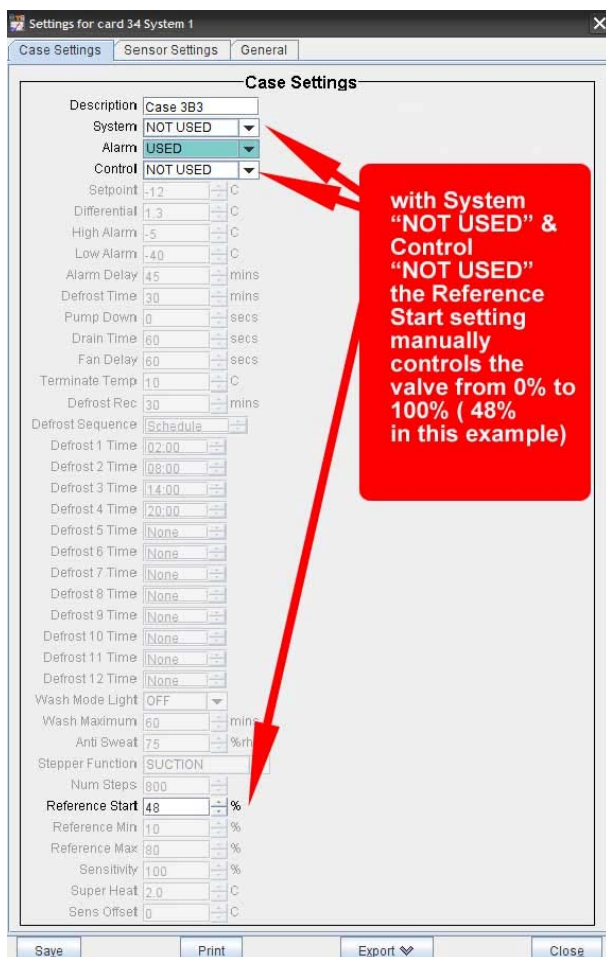 Settings for card 34 System 1
Case Settings Sensor Settings General
Case Settings
Description Case 3B3
System NOT USED
Alarm USED
Control NOT USED
Setpoint -12 C
Differential 1.3 C
High Alarm -5 C
Low Alarm -40 C
Alarm Delay 45 mins
Defrost Time 30 mins
Pump Down 0 secs
Drain Time 60 secs
Fan Delay 60 secs
Terminate Temp 10 C
Defrost Rec 30 mins
Defrost Sequence Schedule
Defrost 1 Time 02:00
Defrost 2 Time 08:00
Defrost 3 Time 14:00
Defrost 4 Time 20:00
Defrost 5 Time None
Defrost 6 Time None
Defrost 7 Time None
Defrost 8 Time None
Defrost 9 Time None
Defrost 10 Time None
Defrost 11 Time None
Defrost 12 Time None
Wash Mode Light OFF
Wash Maximum 60 mins
Anti Sweat 75 %rh
Stepper Function SUCTION
Num Steps 800
Reference Start 48 %
Reference Min 10 %
Reference Max 80 %
Sensitivity 100 %
Super Heat 2.0 C
Sens Offset 0 C
with System
“NOT USED” &
Control
“NOT USED”
the Reference
Start setting
manually
controls the
valve from 0% to
100% ( 48%
in this example)
Save Print Export Close